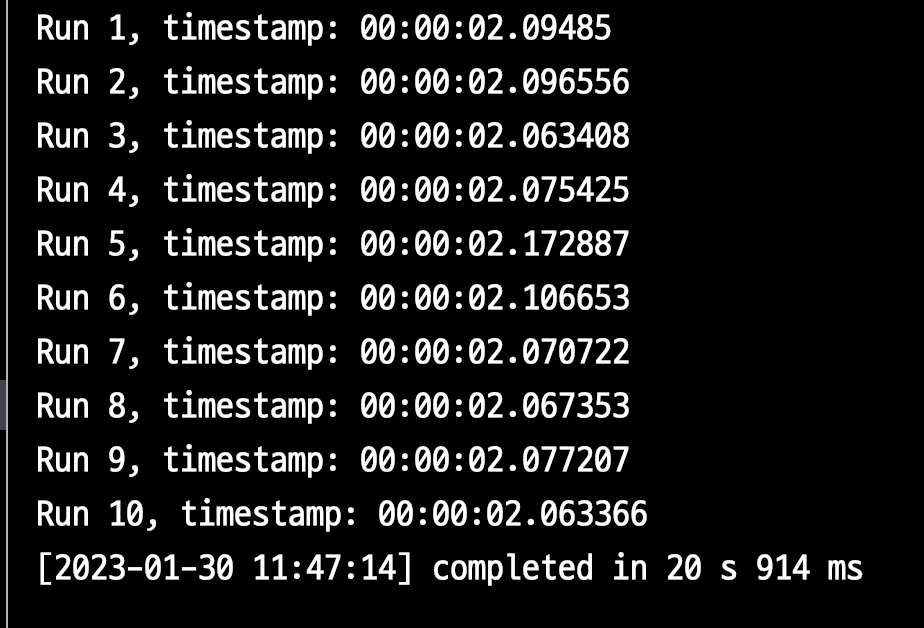 Run 1, timestamp: 00:00:02.09485
Run 2, timestamp: 00:00:02.096556
Run 3, timestamp: 00:00:02.063408
Run 4, timestamp: 00:00:02.075425
Run 5, timestamp: 00:00:02.172887
Run 6, timestamp: 00:00:02.106653
Run 7, timestamp: 00:00:02.070722
Run 8, timestamp: 00:00:02.067353
Run 9, timestamp: 00:00:02.077207
Run 10, timestamp: 00:00:02.063366
[2023-01-30 11:47:14] completed in 20 s 914 ms